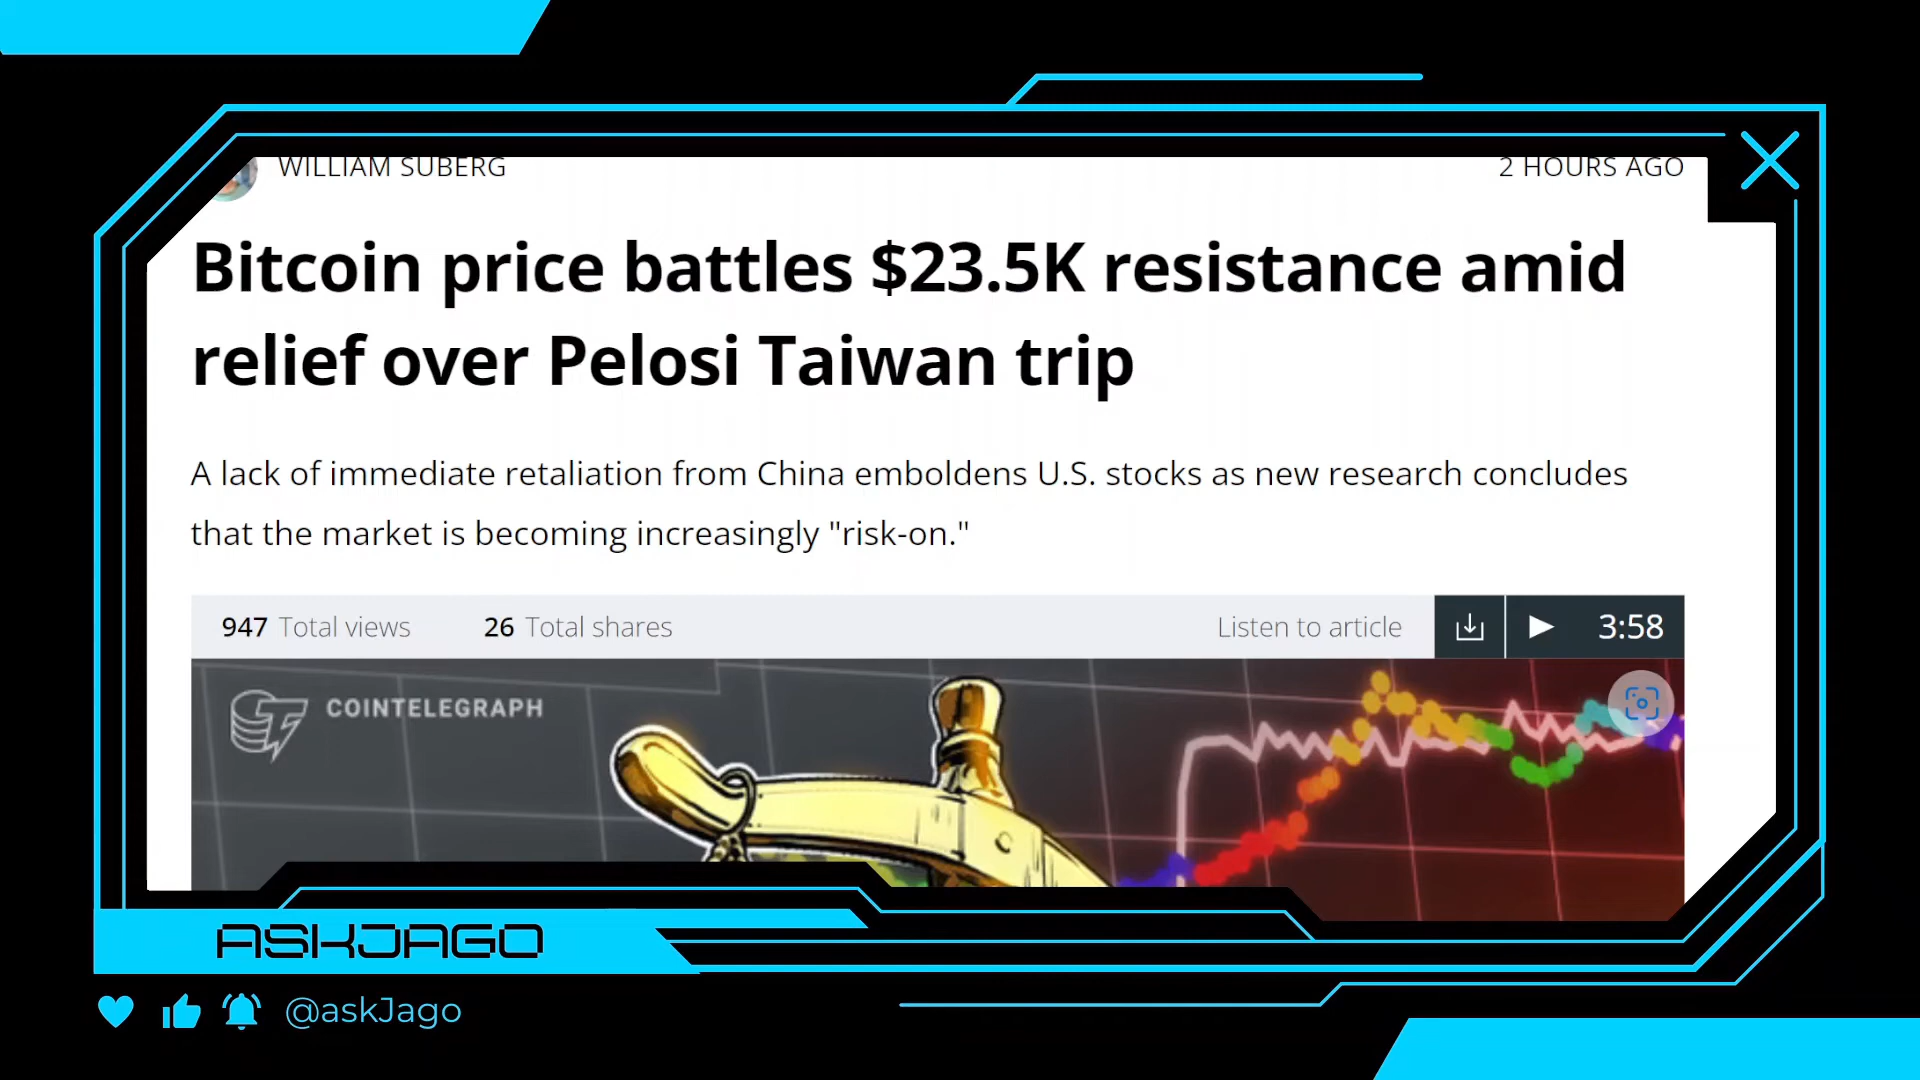 WILLIAM SUBERG
2 HOURS AGO
Bitcoin price battles $23.5K resistance amid
relief over Pelosi Taiwan trip
A lack of immediate retaliation from China emboldens U.S. stocks as new research concludes
that the market is becoming increasingly "risk-on."
947 Total views 26 Total shares Listen to article 3:58
COINTELEGRAPH
ASKJAGO
@askJago